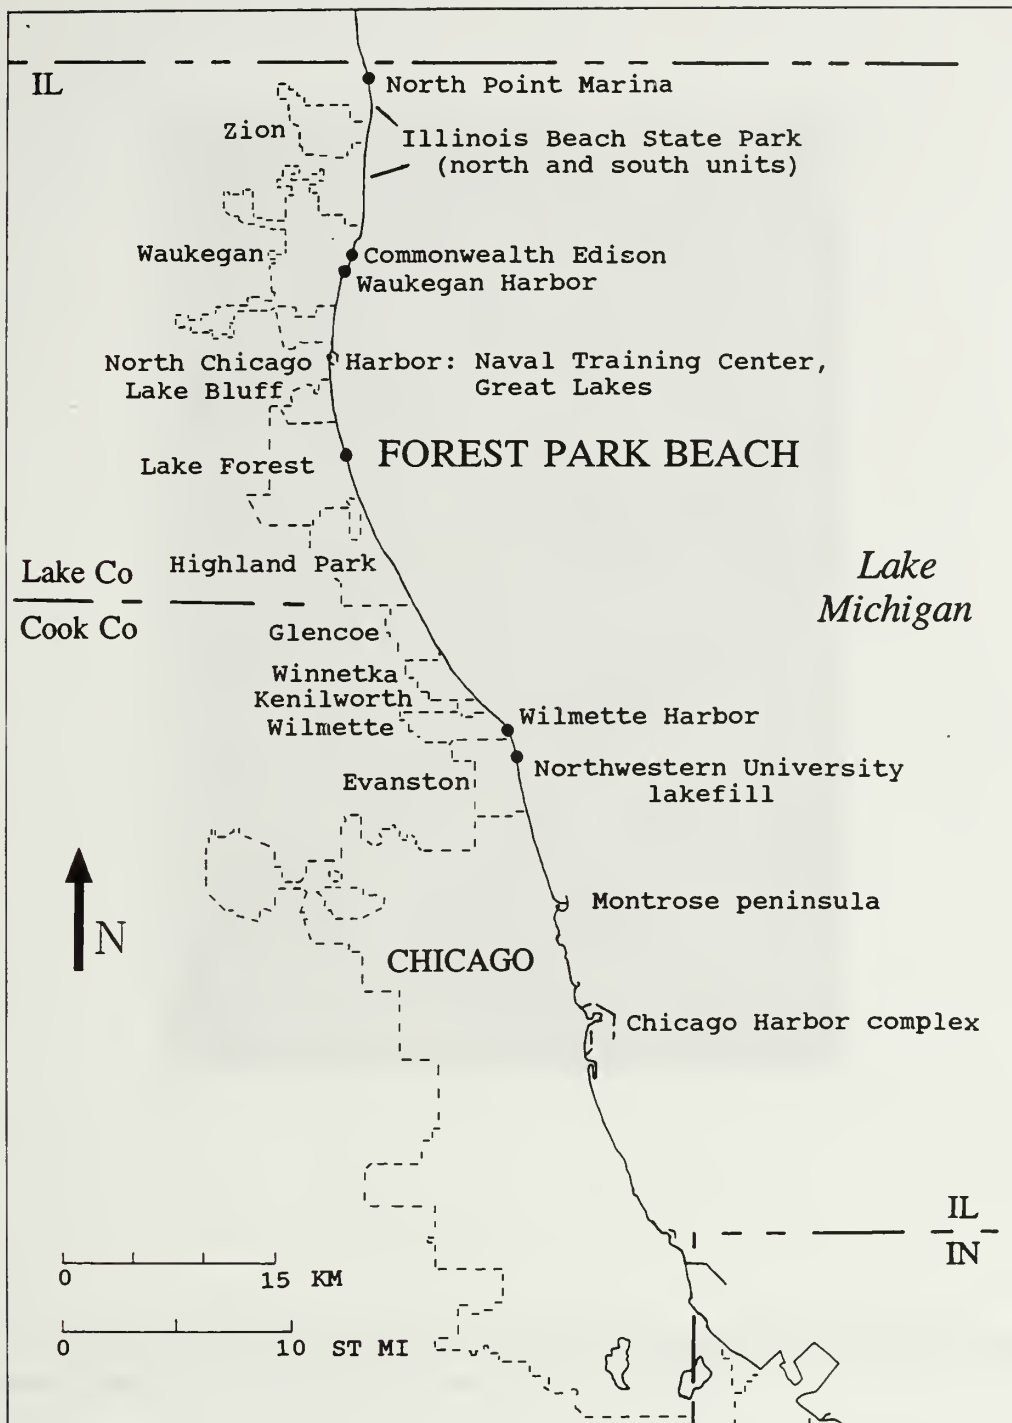 IL
North Point Marina
Zion
Illinois Beach State Park
(north and south units)
Waukegan
Commonwealth Edison
Waukegan Harbor
North Chicago
Harbor: Naval Training Center,
Great Lakes
Lake Bluff
FOREST PARK BEACH
Lake Forest
Highland Park
Lake Co
Cook Co
Lake
Michigan
Glencoe
Winnetka
Kenilworth
Wilmette
Wilmette Harbor
Northwestern University
lakefill
Evanston
Montrose peninsula
N
CHICAGO
Chicago Harbor complex
IL
IN
0 15 KM
0 10 ST MI